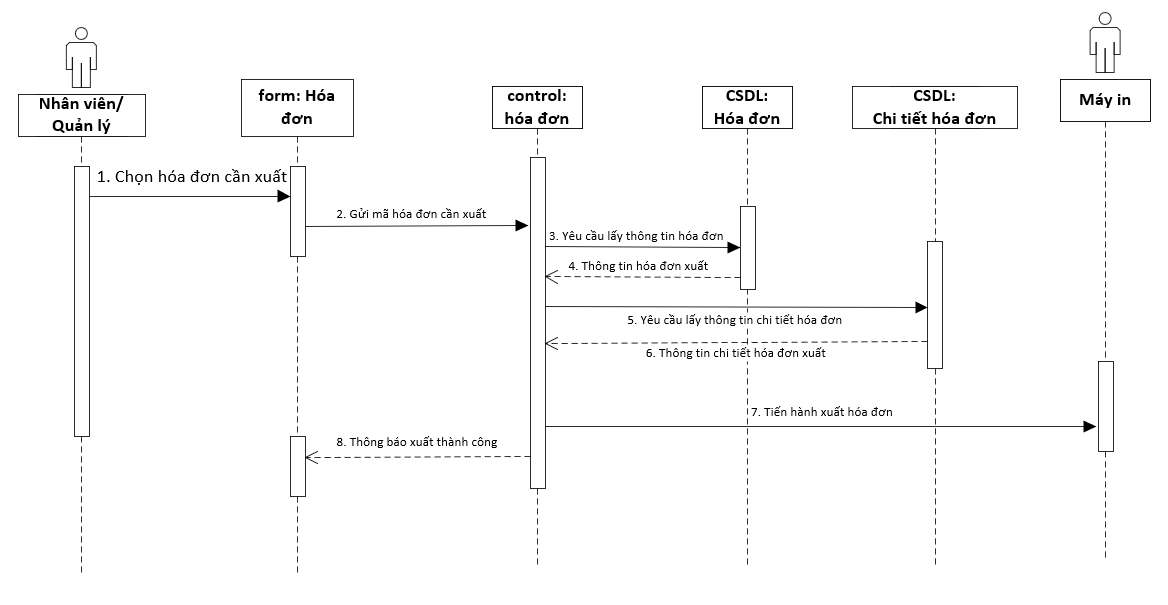 Nhân viên/
Quản lý
form: Hóa
đơn
control:
hóa đơn
CSDL:
Hóa đơn
CSDL:
Chi tiết hóa đơn
Máy in
1. Chọn hóa đơn cần xuất
2. Gửi mã hóa đơn cần xuất
3. Yêu cầu lấy thông tin hóa đơn
4. Thông tin hóa đơn xuất
5. Yêu cầu lấy thông tin chi tiết hóa đơn
6. Thông tin chi tiết hóa đơn xuất
7. Tiến hành xuất hóa đơn
8. Thông báo xuất thành công